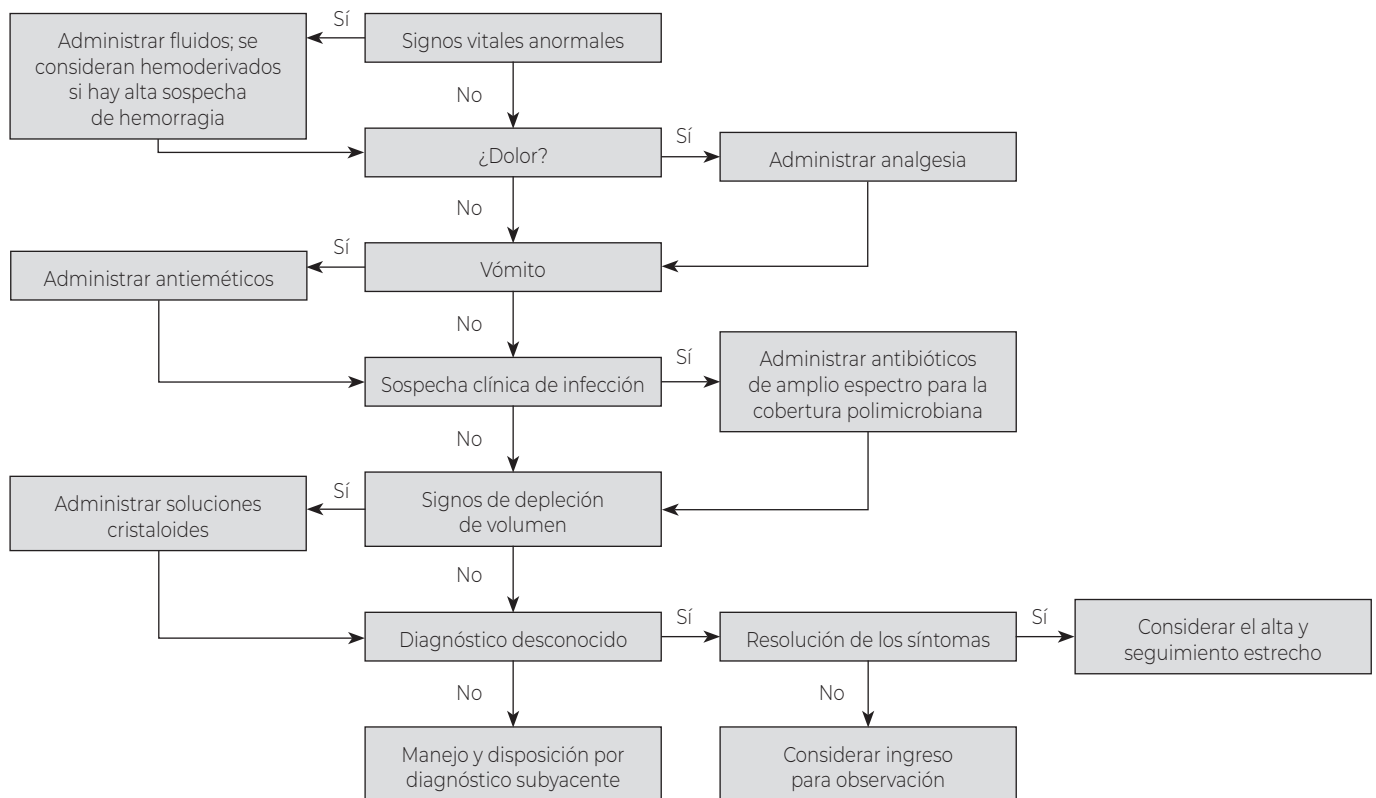 Sí
Administrar fluidos; se
consideran hemoderivados
si hay alta sospecha
de hemorragia
Signos vitales anormales
No
¿Dolor?
Sí
Administrar analgesia
No
Sí
Administrar antieméticos
Vómito
No
Sospecha clínica de infección
Sí
Administrar antibióticos
de amplio espectro para la
cobertura polimicrobiana
No
Sí
Administrar soluciones
cristaloides
Signos de depleción
de volumen
No
Diagnóstico desconocido
Sí
Resolución de los síntomas
Sí
Considerar el alta y
seguimiento estrecho
No
No
Manejo y disposición por
diagnóstico subyacente
Considerar ingreso
para observación